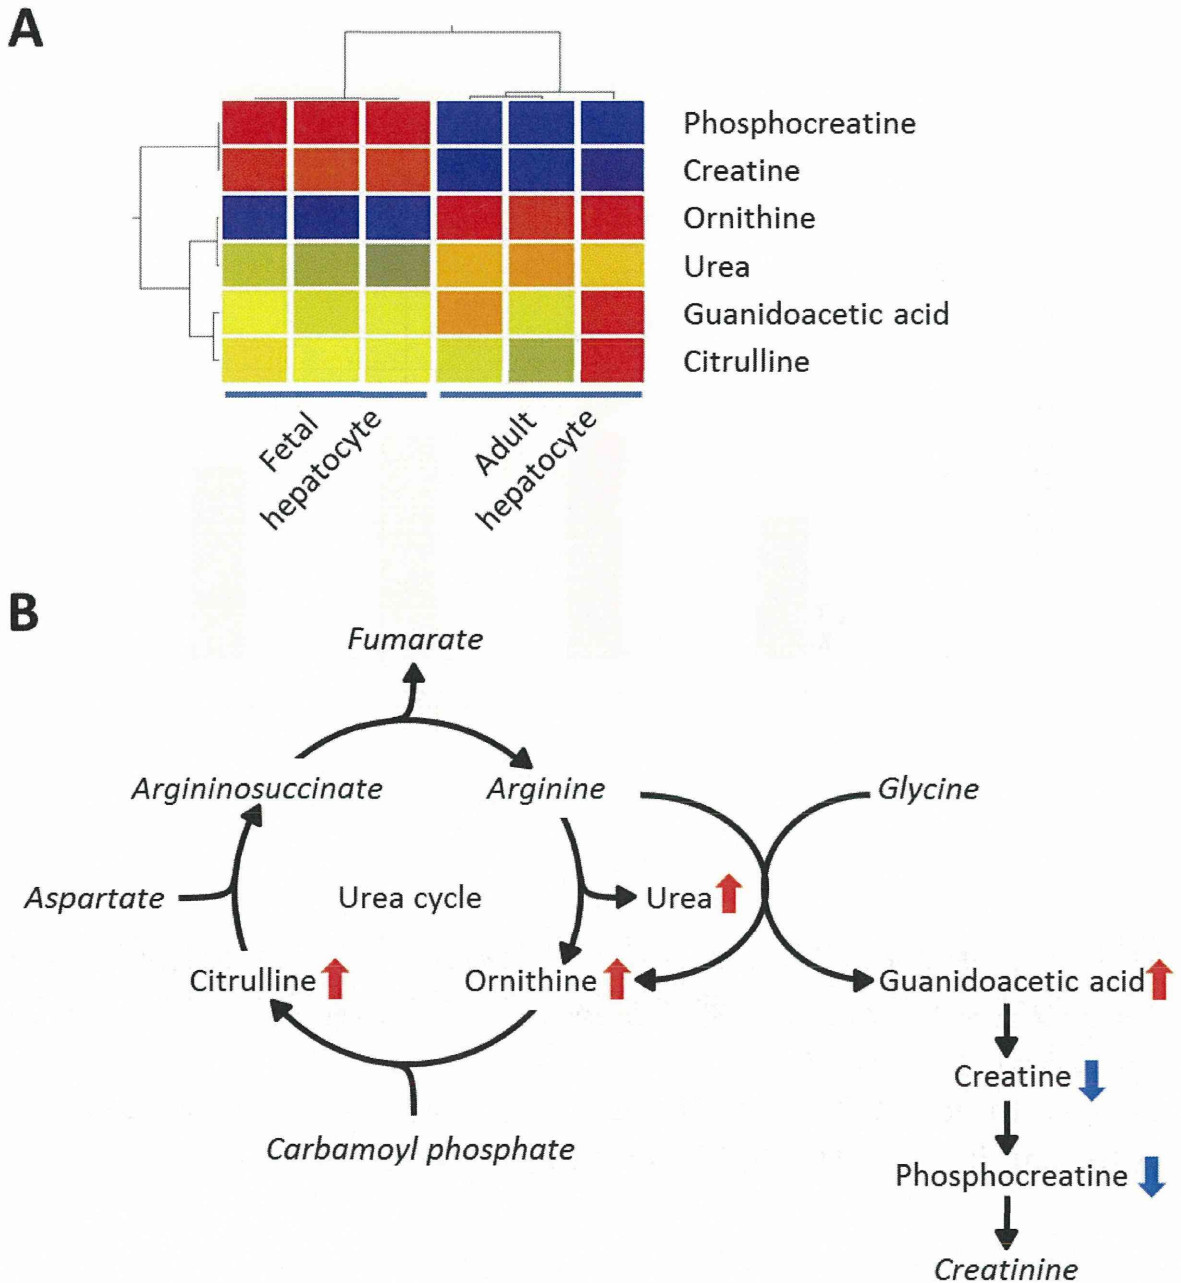 A
Phosphocreatine
Creatine
Ornithine
Urea
Guanidoacetic acid
Citrulline
Fetal
hepatocyte
Adult
hepatocyte
B
Fumarate
Argininosuccinate
Arginine
Glycine
Aspartate
Urea cycle
Urea
Citrulline
Ornithine
Guanidoacetic acid
Creatine
Carbamoyl phosphate
Phosphocreatine
Creatinine